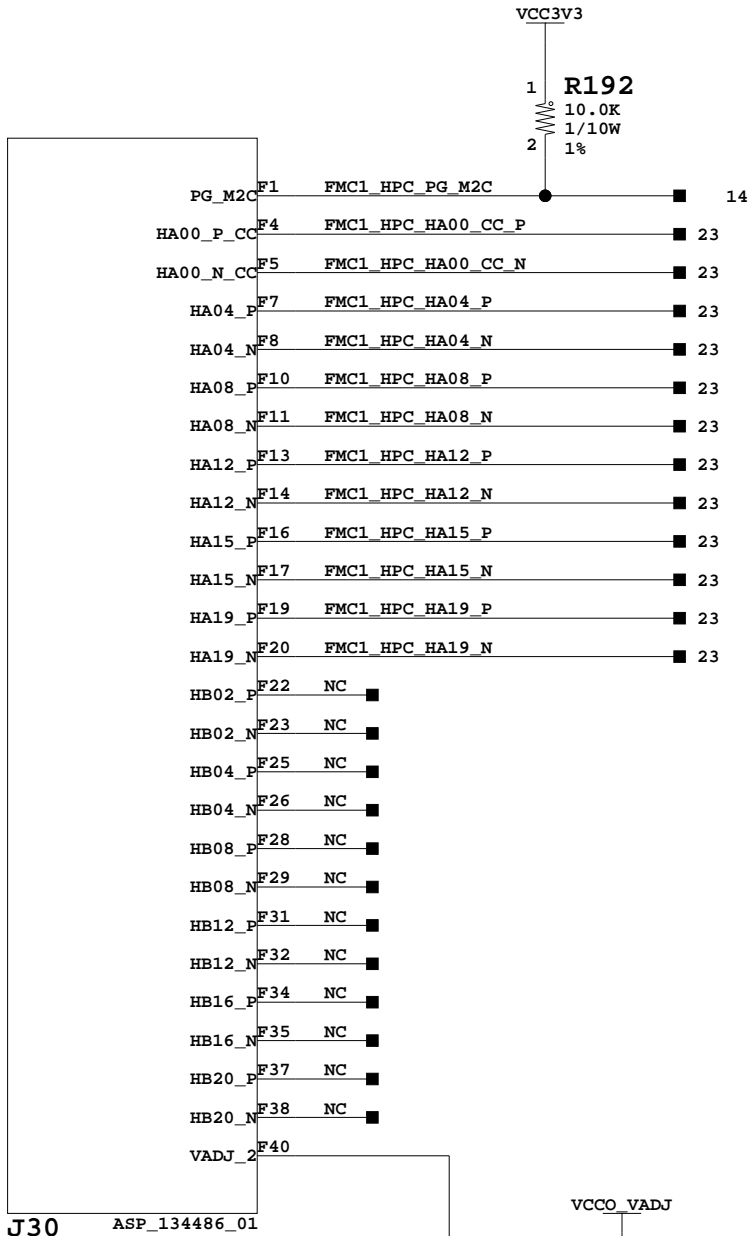 VCC3V3
1 R192
10.0K
1/10W
2 1%
PG_M2C F1 FMC1_HPC_PG_M2C 14
HA00_P_CC F4 FMC1_HPC_HA00_CC_P 23
HA00_N_CC F5 FMC1_HPC_HA00_CC_N 23
HA04_P F7 FMC1_HPC_HA04_P 23
HA04_N F8 FMC1_HPC_HA04_N 23
HA08_P F10 FMC1_HPC_HA08_P 23
HA08_N F11 FMC1_HPC_HA08_N 23
HA12_P F13 FMC1_HPC_HA12_P 23
HA12_N F14 FMC1_HPC_HA12_N 23
HA15_P F16 FMC1_HPC_HA15_P 23
HA15_N F17 FMC1_HPC_HA15_N 23
HA19_P F19 FMC1_HPC_HA19_P 23
HA19_N F20 FMC1_HPC_HA19_N 23
HB02_P F22 NC
HB02_N F23 NC
HB04_P F25 NC
HB04_N F26 NC
HB08_P F28 NC
HB08_N F29 NC
HB12_P F31 NC
HB12_N F32 NC
HB16_P F34 NC
HB16_N F35 NC
HB20_P F37 NC
HB20_N F38 NC
VADJ_2 F40
VCCO_VADJ
J30 ASP_134486_01